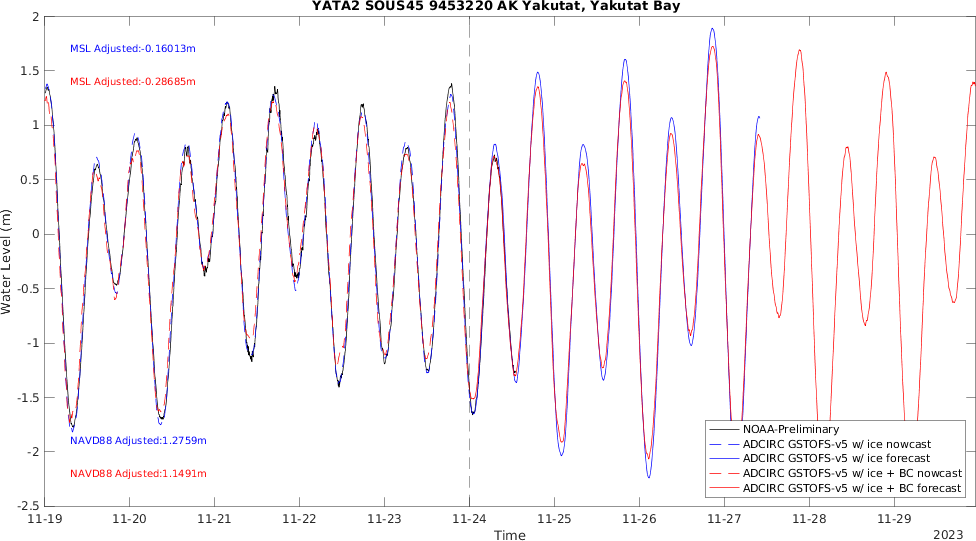 YATA2 SOUS45 9453220 AK Yakutat, Yakutat Bay
MSL Adjusted:-0.16013m
MSL Adjusted:-0.28685m
NAVD88 Adjusted:1.2759m
NAVD88 Adjusted:1.1491m
Water Level (m)
2
1.5
1
0.5
0
-0.5
-1
-1.5
-2
-2.5
NOAA-Preliminary
ADCIRC GSTOFS-v5 w/ ice nowcast
ADCIRC GSTOFS-v5 w/ ice forecast
ADCIRC GSTOFS-v5 w/ ice + BC nowcast
ADCIRC GSTOFS-v5 w/ ice + BC forecast
11-19 11-20 11-21 11-22 11-23 11-24 11-25 11-26 11-27 11-28 11-29
Time
2023